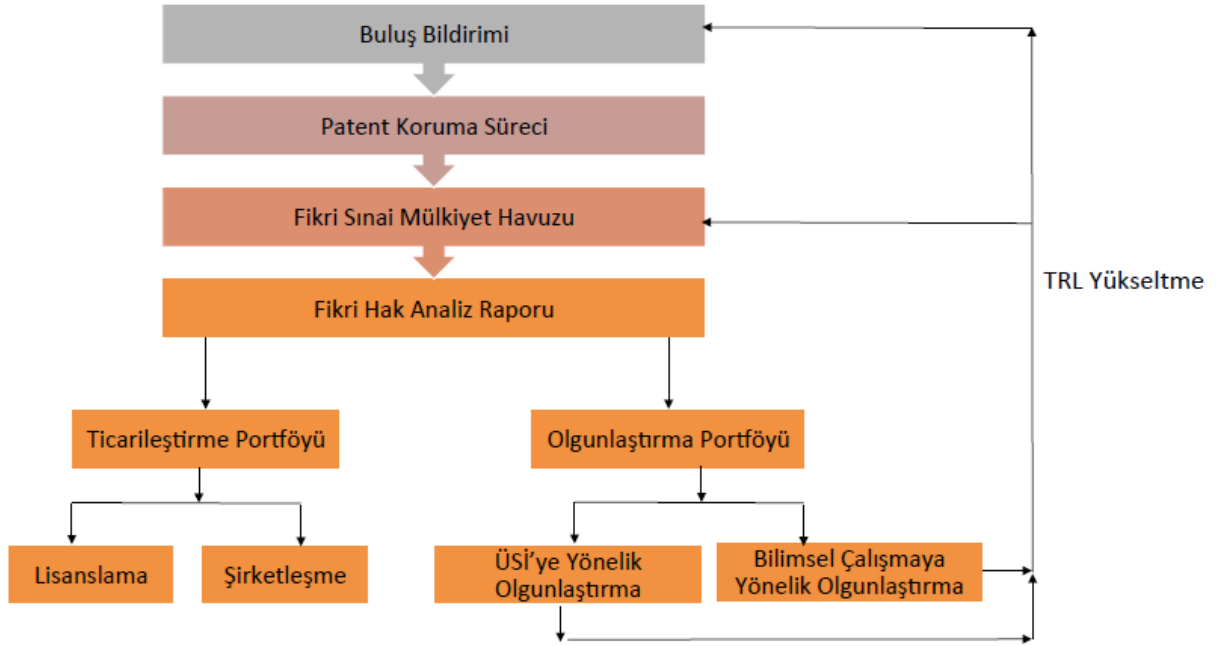 Buluş Bildirimi
Patent Koruma Süreci
Fikri Sınai Mülkiyet Havuzu
Fikri Hak Analiz Raporu
TRL Yükseltme
Ticarileştirme Portföyü
Olgunlaştırma Portföyü
Lisanslama
Şirketleşme
ÜSİ’ye Yönelik
Olgunlaştırma
Bilimsel Çalışmaya
Yönelik Olgunlaştırma